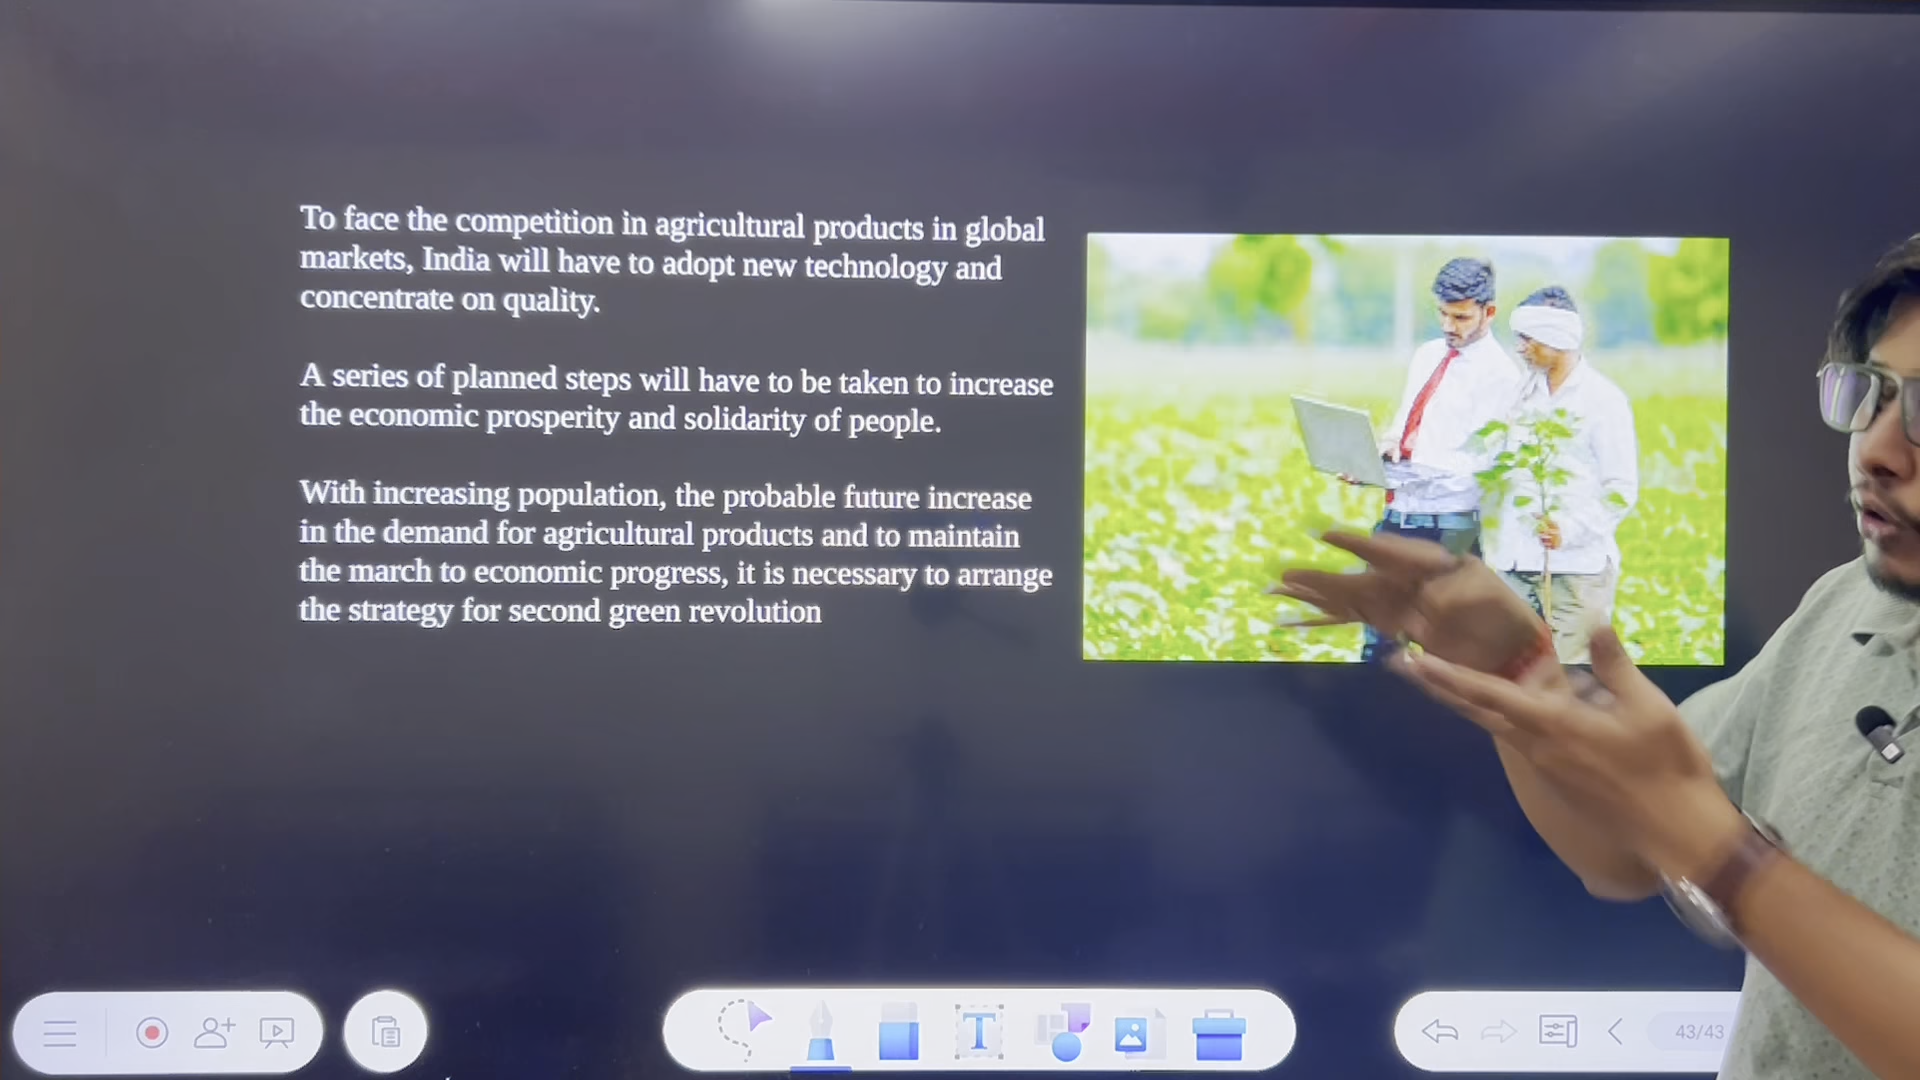 To face the competition in agricultural products in global
markets, India will have to adopt new technology and
concentrate on quality.
A series of planned steps will have to be taken to increase
the economic prosperity and solidarity of people.
With increasing population, the probable future increase
in the demand for agricultural products and to maintain
the march to economic progress, it is necessary to arrange
the strategy for second green revolution
T
43/43